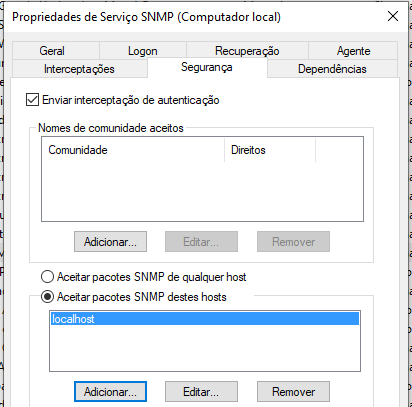 Propriedades de Serviço SNMP (Computador local)
Geral Logon Recuperação Agente
Interceptações Segurança Dependências
Enviar interceptação de autenticação
Nomes de comunidade aceitos
Comunidade Direitos
Adicionar... Editar... Remover
Aceitar pacotes SNMP de qualquer host
Aceitar pacotes SNMP destes hosts
localhost
Adicionar... Editar... Remover